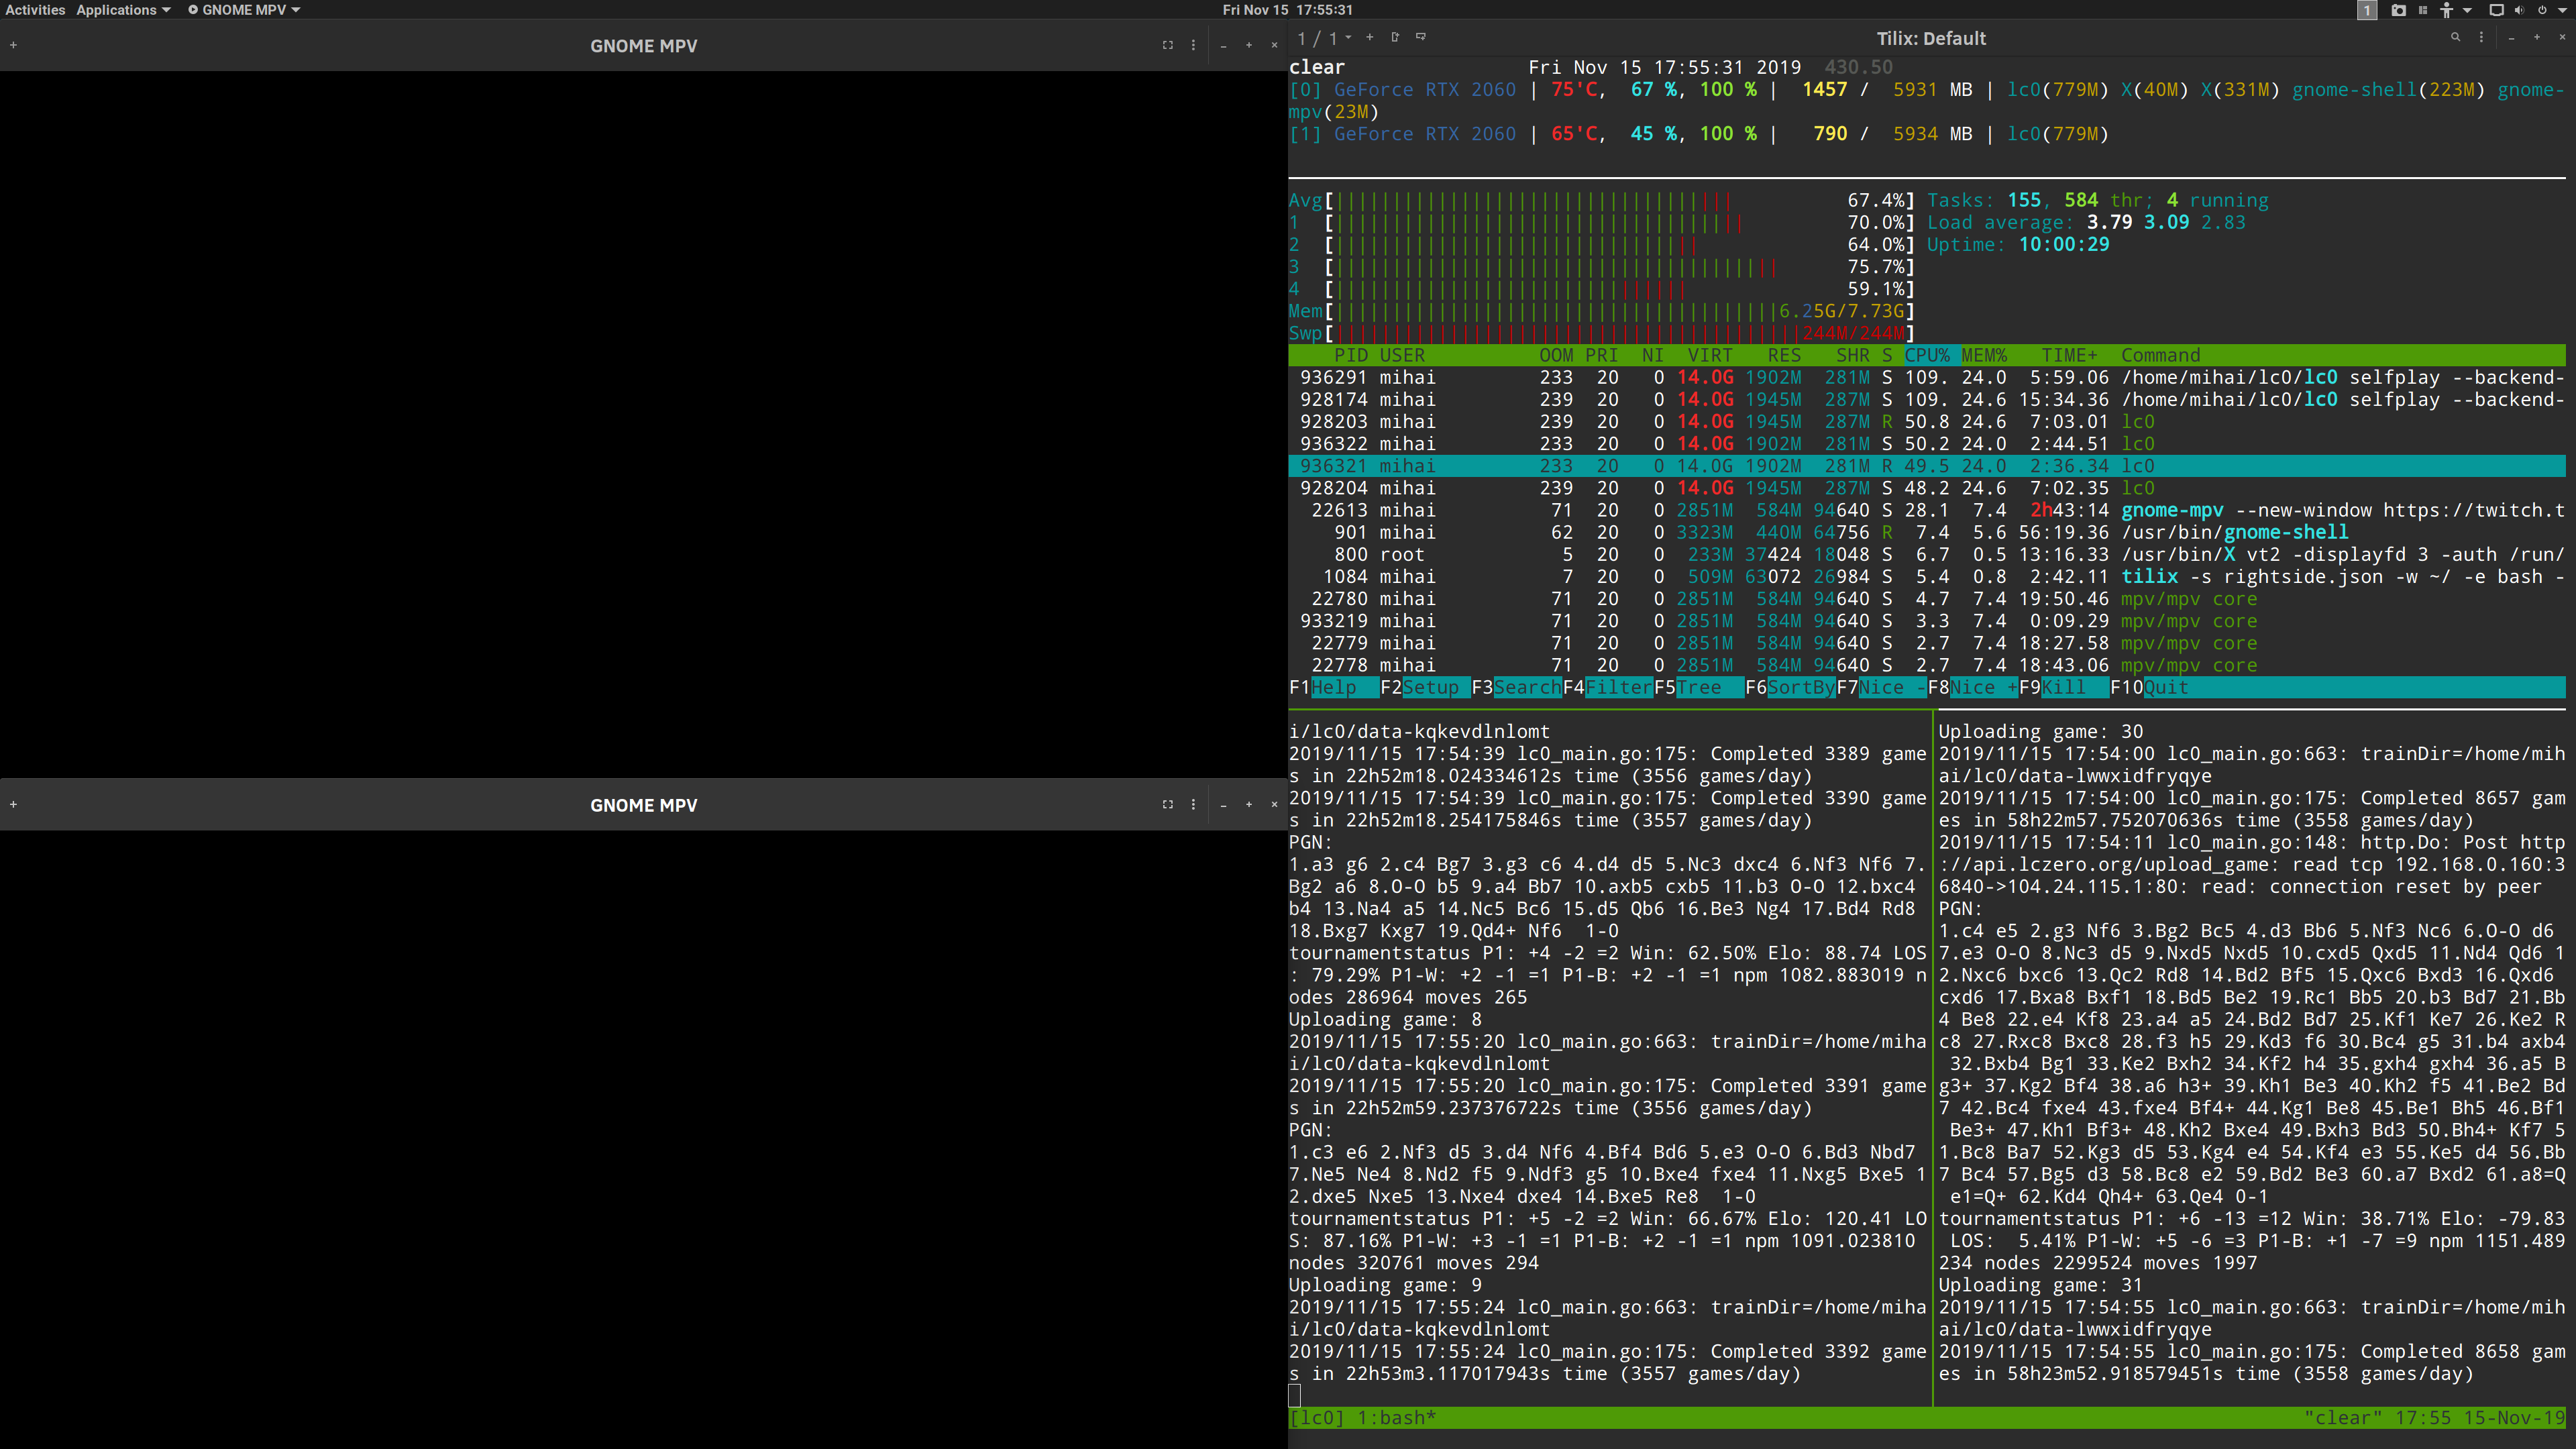 Activities Applications GNOME MPV Fri Nov 15 17:55:31 1
GNOME MPV
GNOME MPV
1 / 1 Tilix: Default
clear Fri Nov 15 17:55:31 2019 430.50
[0] GeForce RTX 2060 | 75'C, 67 %, 100 % | 1457 / 5931 MB | lc0(779M) X(40M) X(331M) gnome-shell(223M) gnome-
mpv(23M)
[1] GeForce RTX 2060 | 65'C, 45 %, 100 % | 790 / 5934 MB | lc0(779M)
Avg[ 67.4%] Tasks: 155, 584 thr; 4 running
1 [ 70.0%] Load average: 3.79 3.09 2.83
2 [ 64.0%] Uptime: 10:00:29
3 [ 75.7%]
4 [ 59.1%]
Mem[ 6.25G/7.73G]
Swp[ 244M/244M]
PID USER OOM PRI NI VIRT RES SHR S CPU% MEM% TIME+ Command
936291 mihai 233 20 0 14.0G 1902M 281M S 109. 24.0 5:59.06 /home/mihai/lc0/lc0 selfplay --backend-
928174 mihai 239 20 0 14.0G 1945M 287M S 109. 24.6 15:34.36 /home/mihai/lc0/lc0 selfplay --backend-
928203 mihai 239 20 0 14.0G 1945M 287M R 50.8 24.6 7:03.01 lc0
936322 mihai 233 20 0 14.0G 1902M 281M S 50.2 24.0 2:44.51 lc0
936321 mihai 233 20 0 14.0G 1902M 281M R 49.5 24.0 2:36.34 lc0
928204 mihai 239 20 0 14.0G 1945M 287M S 48.2 24.6 7:02.35 lc0
22613 mihai 71 20 0 2851M 584M 94640 S 28.1 7.4 2h43:14 gnome-mpv --new-window https://twitch.t
901 mihai 62 20 0 3323M 440M 64756 R 7.4 5.6 56:19.36 /usr/bin/gnome-shell
800 root 5 20 0 233M 37424 18048 S 6.7 0.5 13:16.33 /usr/bin/X vt2 -displayfd 3 -auth /run/
1084 mihai 7 20 0 509M 63072 26984 S 5.4 0.8 2:42.11 tilix -s rightside.json -w ~/ -e bash -
22780 mihai 71 20 0 2851M 584M 94640 S 4.7 7.4 19:50.46 mpv/mpv core
933219 mihai 71 20 0 2851M 584M 94640 S 3.3 7.4 0:09.29 mpv/mpv core
22779 mihai 71 20 0 2851M 584M 94640 S 2.7 7.4 18:27.58 mpv/mpv core
22778 mihai 71 20 0 2851M 584M 94640 S 2.7 7.4 18:43.06 mpv/mpv core
F1Help F2Setup F3SearchF4FilterF5Tree F6SortByF7Nice -F8Nice +F9Kill F10Quit
i/lc0/data-kqkevdlnlomt
2019/11/15 17:54:39 lc0_main.go:175: Completed 3389 game
s in 22h52m18.024334612s time (3556 games/day)
2019/11/15 17:54:39 lc0_main.go:175: Completed 3390 game
s in 22h52m18.254175846s time (3557 games/day)
PGN:
1.a3 g6 2.c4 Bg7 3.g3 c6 4.d4 d5 5.Nc3 dxc4 6.Nf3 Nf6 7.
Bg2 a6 8.O-O b5 9.a4 Bb7 10.axb5 cxb5 11.b3 O-O 12.bxc4
b4 13.Na4 a5 14.Nc5 Bc6 15.d5 Qb6 16.Be3 Ng4 17.Bd4 Rd8
18.Bxg7 Kxg7 19.Qd4+ Nf6 1-0
tournamentstatus P1: +4 -2 =2 Win: 62.50% Elo: 88.74 LOS
: 79.29% P1-W: +2 -1 =1 P1-B: +2 -1 =1 npm 1082.883019 n
odes 286964 moves 265
Uploading game: 8
2019/11/15 17:55:20 lc0_main.go:663: trainDir=/home/miha
i/lc0/data-kqkevdlnlomt
2019/11/15 17:55:20 lc0_main.go:175: Completed 3391 game
s in 22h52m59.237376722s time (3556 games/day)
PGN:
1.c3 e6 2.Nf3 d5 3.d4 Nf6 4.Bf4 Bd6 5.e3 O-O 6.Bd3 Nbd7
7.Ne5 Ne4 8.Nd2 f5 9.Ndf3 g5 10.Bxe4 fxe4 11.Nxg5 Bxe5 1
2.dxe5 Nxe5 13.Nxe4 dxe4 14.Bxe5 Re8 1-0
tournamentstatus P1: +5 -2 =2 Win: 66.67% Elo: 120.41 LO
S: 87.16% P1-W: +3 -1 =1 P1-B: +2 -1 =1 npm 1091.023810
nodes 320761 moves 294
Uploading game: 9
2019/11/15 17:55:24 lc0_main.go:663: trainDir=/home/miha
i/lc0/data-kqkevdlnlomt
2019/11/15 17:55:24 lc0_main.go:175: Completed 3392 game
s in 22h53m3.117017943s time (3557 games/day)
Uploading game: 30
2019/11/15 17:54:00 lc0_main.go:663: trainDir=/home/mih
ai/lc0/data-lwwxidfryqye
2019/11/15 17:54:00 lc0_main.go:175: Completed 8657 gam
es in 58h22m57.752070636s time (3558 games/day)
2019/11/15 17:54:11 lc0_main.go:148: http.Do: Post http
://api.lczero.org/upload_game: read tcp 192.168.0.160:3
6840->104.24.115.1:80: read: connection reset by peer
PGN:
1.c4 e5 2.g3 Nf6 3.Bg2 Bc5 4.d3 Bb6 5.Nf3 Nc6 6.O-O d6
7.e3 O-O 8.Nc3 d5 9.Nxd5 Nxd5 10.cxd5 Qxd5 11.Nd4 Qd6 1
2.Nxc6 bxc6 13.Qc2 Rd8 14.Bd2 Bf5 15.Qxc6 Bxd3 16.Qxd6
cxd6 17.Bxa8 Bxf1 18.Bd5 Be2 19.Rc1 Bb5 20.b3 Bd7 21.Bb
4 Be8 22.e4 Kf8 23.a4 a5 24.Bd2 Bd7 25.Kf1 Ke7 26.Ke2 R
c8 27.Rxc8 Bxc8 28.f3 h5 29.Kd3 f6 30.Bc4 g5 31.b4 axb4
32.Bxb4 Bg1 33.Ke2 Bxh2 34.Kf2 h4 35.gxh4 gxh4 36.a5 B
g3+ 37.Kg2 Bf4 38.a6 h3+ 39.Kh1 Be3 40.Kh2 f5 41.Be2 Bd
7 42.Bc4 fxe4 43.fxe4 Bf4+ 44.Kg1 Be8 45.Be1 Bh5 46.Bf1
Be3+ 47.Kh1 Bf3+ 48.Kh2 Bxe4 49.Bxh3 Bd3 50.Bh4+ Kf7 5
1.Bc8 Ba7 52.Kg3 d5 53.Kg4 e4 54.Kf4 e3 55.Ke5 d4 56.Bb
7 Bc4 57.Bg5 d3 58.Bc8 e2 59.Bd2 Be3 60.a7 Bxd2 61.a8=Q
e1=Q+ 62.Kd4 Qh4+ 63.Qe4 0-1
tournamentstatus P1: +6 -13 =12 Win: 38.71% Elo: -79.83
LOS: 5.41% P1-W: +5 -6 =3 P1-B: +1 -7 =9 npm 1151.489
234 nodes 2299524 moves 1997
Uploading game: 31
2019/11/15 17:54:55 lc0_main.go:663: trainDir=/home/mih
ai/lc0/data-lwwxidfryqye
2019/11/15 17:54:55 lc0_main.go:175: Completed 8658 gam
es in 58h23m52.918579451s time (3558 games/day)
[lc0] 1:bash* "clear" 17:55 15-Nov-19